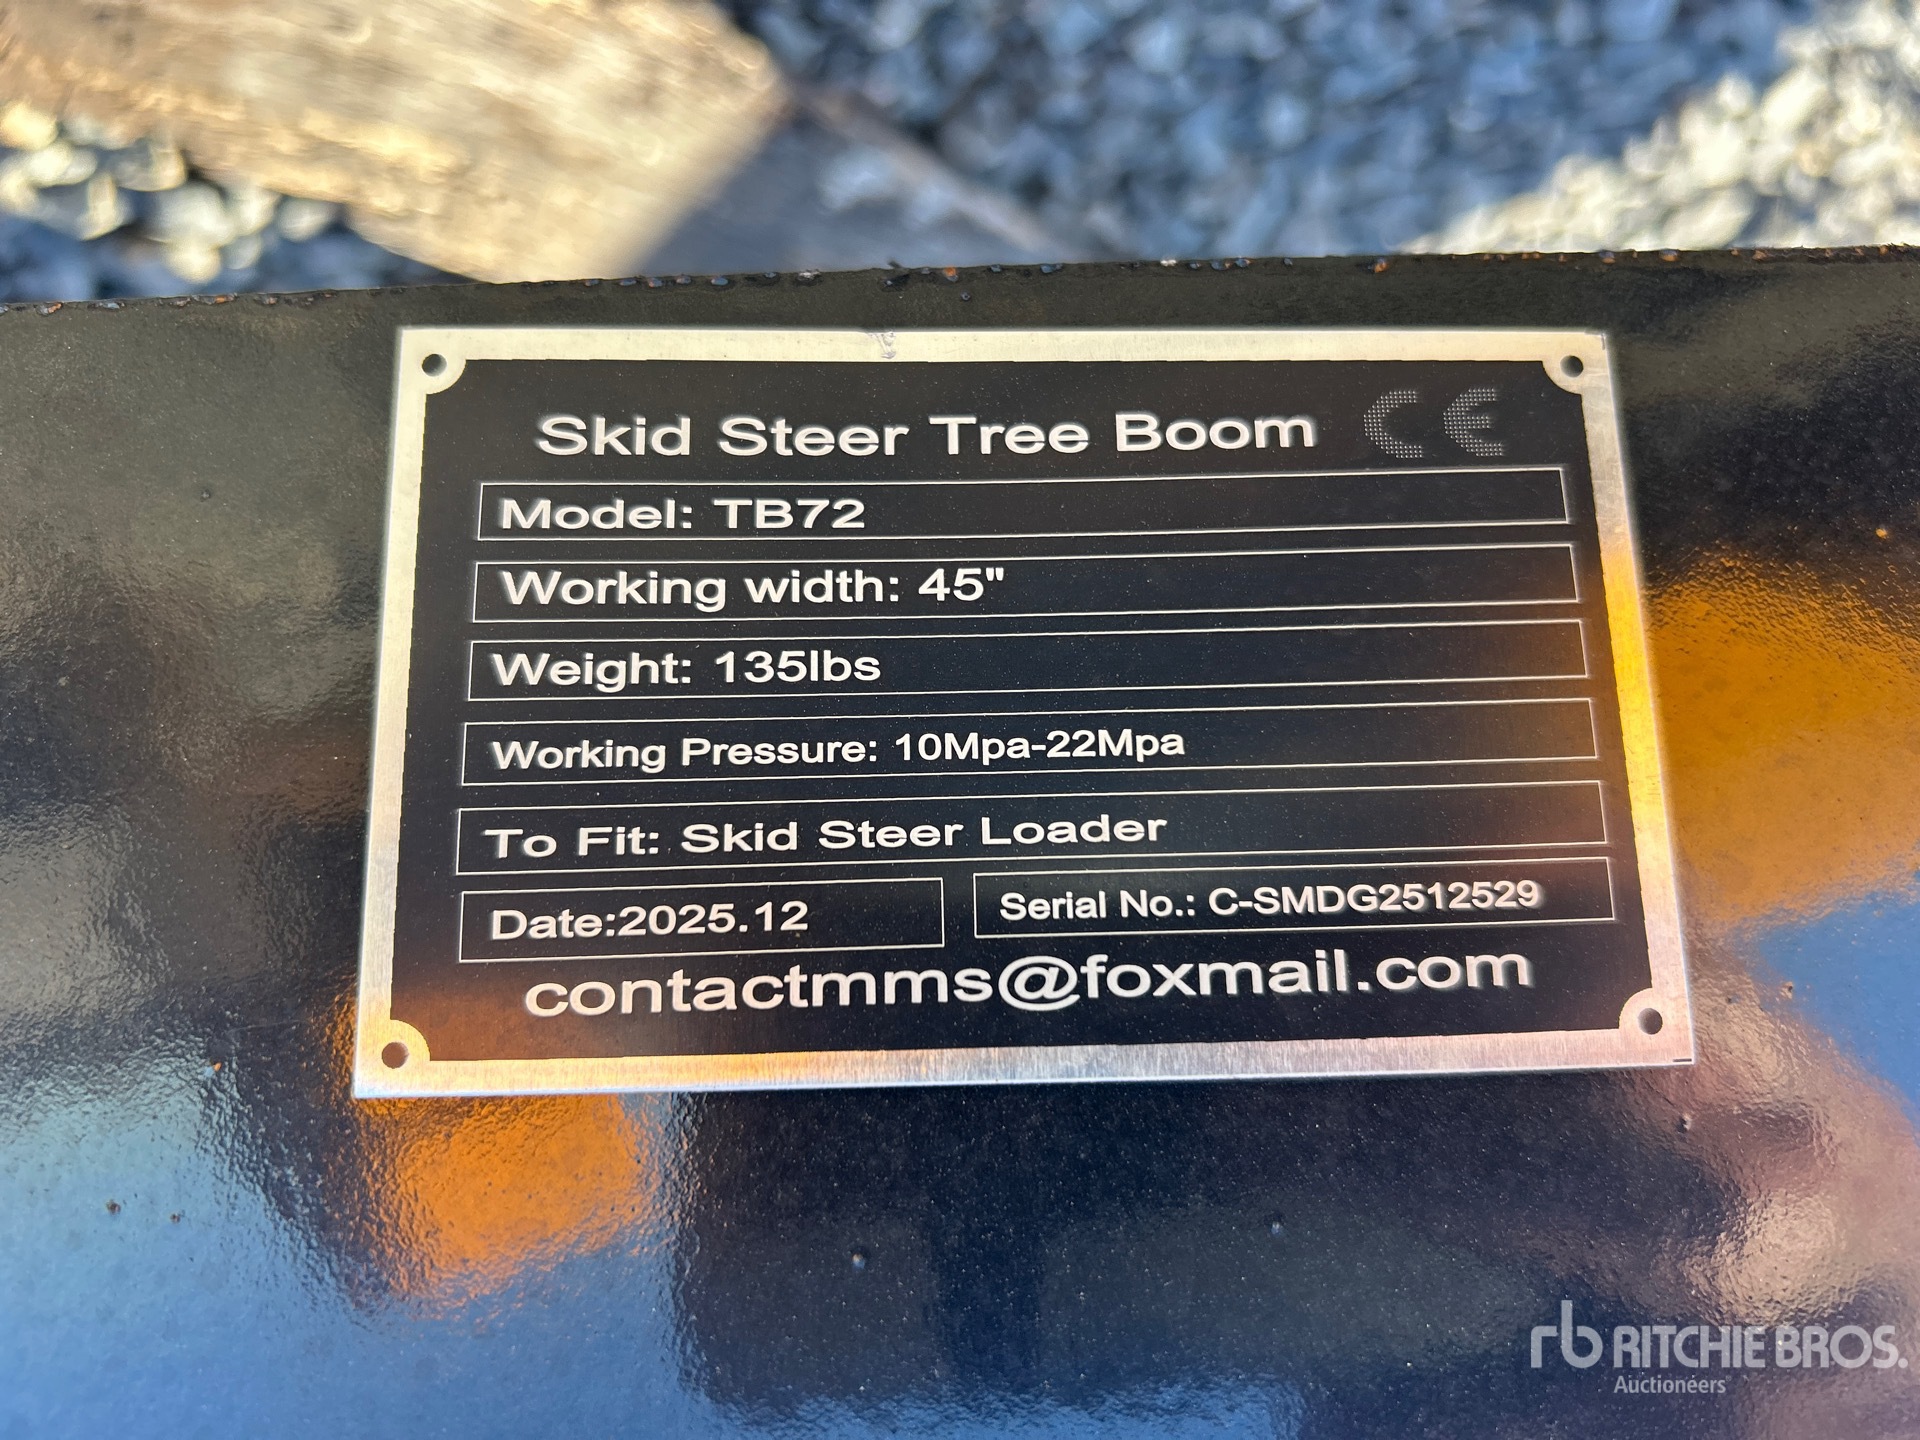 Skid Steer Tree Boom CE
Model: TB72
Working width: 45"
Weight: 135lbs
Working Pressure: 10Mpa-22Mpa
To Fit: Skid Steer Loader
Date:2025.12
Serial No.: C-SMDG2512529
contactmms@foxmail.com
rb RITCHIE BROS.
Auctioneers